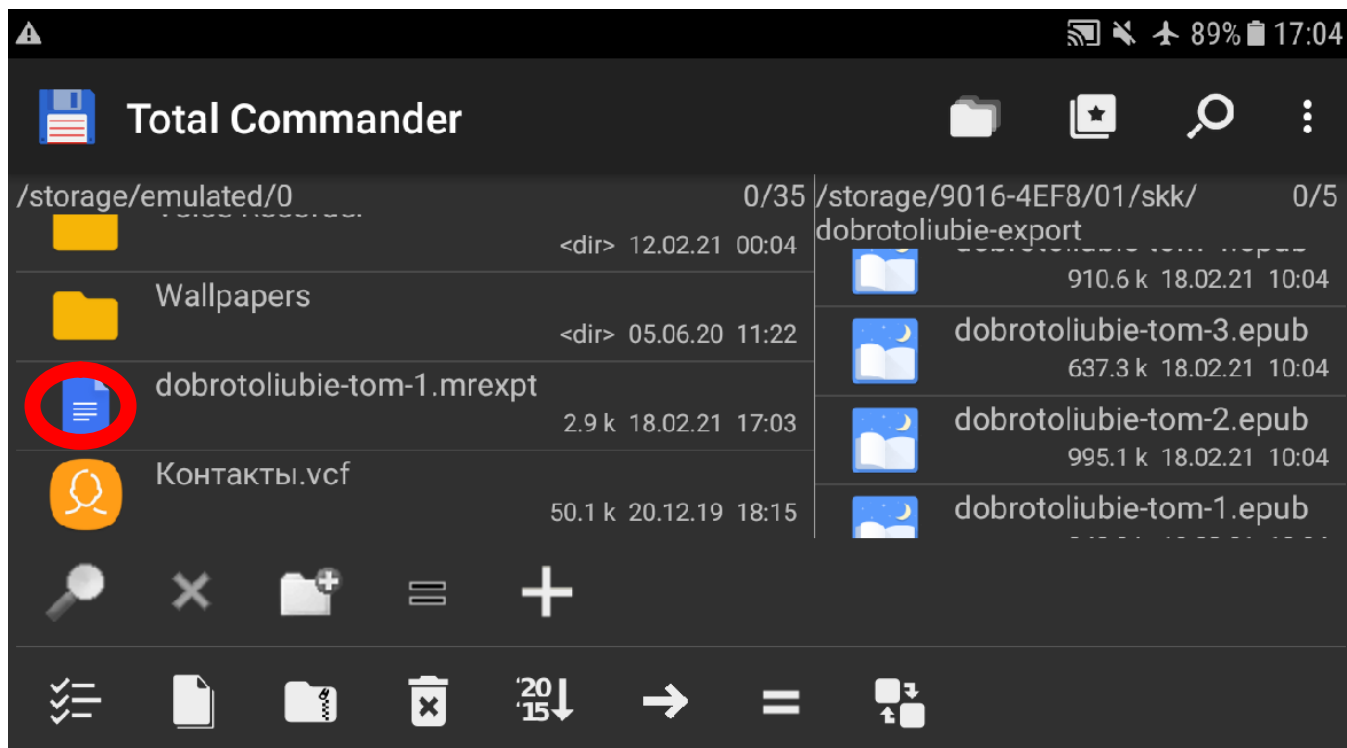 89% 17:04
Total Commander
/storage/emulated/0 0/35
<dir> 12.02.21 00:04
Wallpapers
<dir> 05.06.20 11:22
dobrotoliubie-tom-1.mrexpt
2.9 k 18.02.21 17:03
Контакты.vcf
50.1 k 20.12.19 18:15
/storage/9016-4EF8/01/skk/ 0/5
dobrotoliubie-export
910.6 k 18.02.21 10:04
dobrotoliubie-tom-3.epub
637.3 k 18.02.21 10:04
dobrotoliubie-tom-2.epub
995.1 k 18.02.21 10:04
dobrotoliubie-tom-1.epub
'20
'15